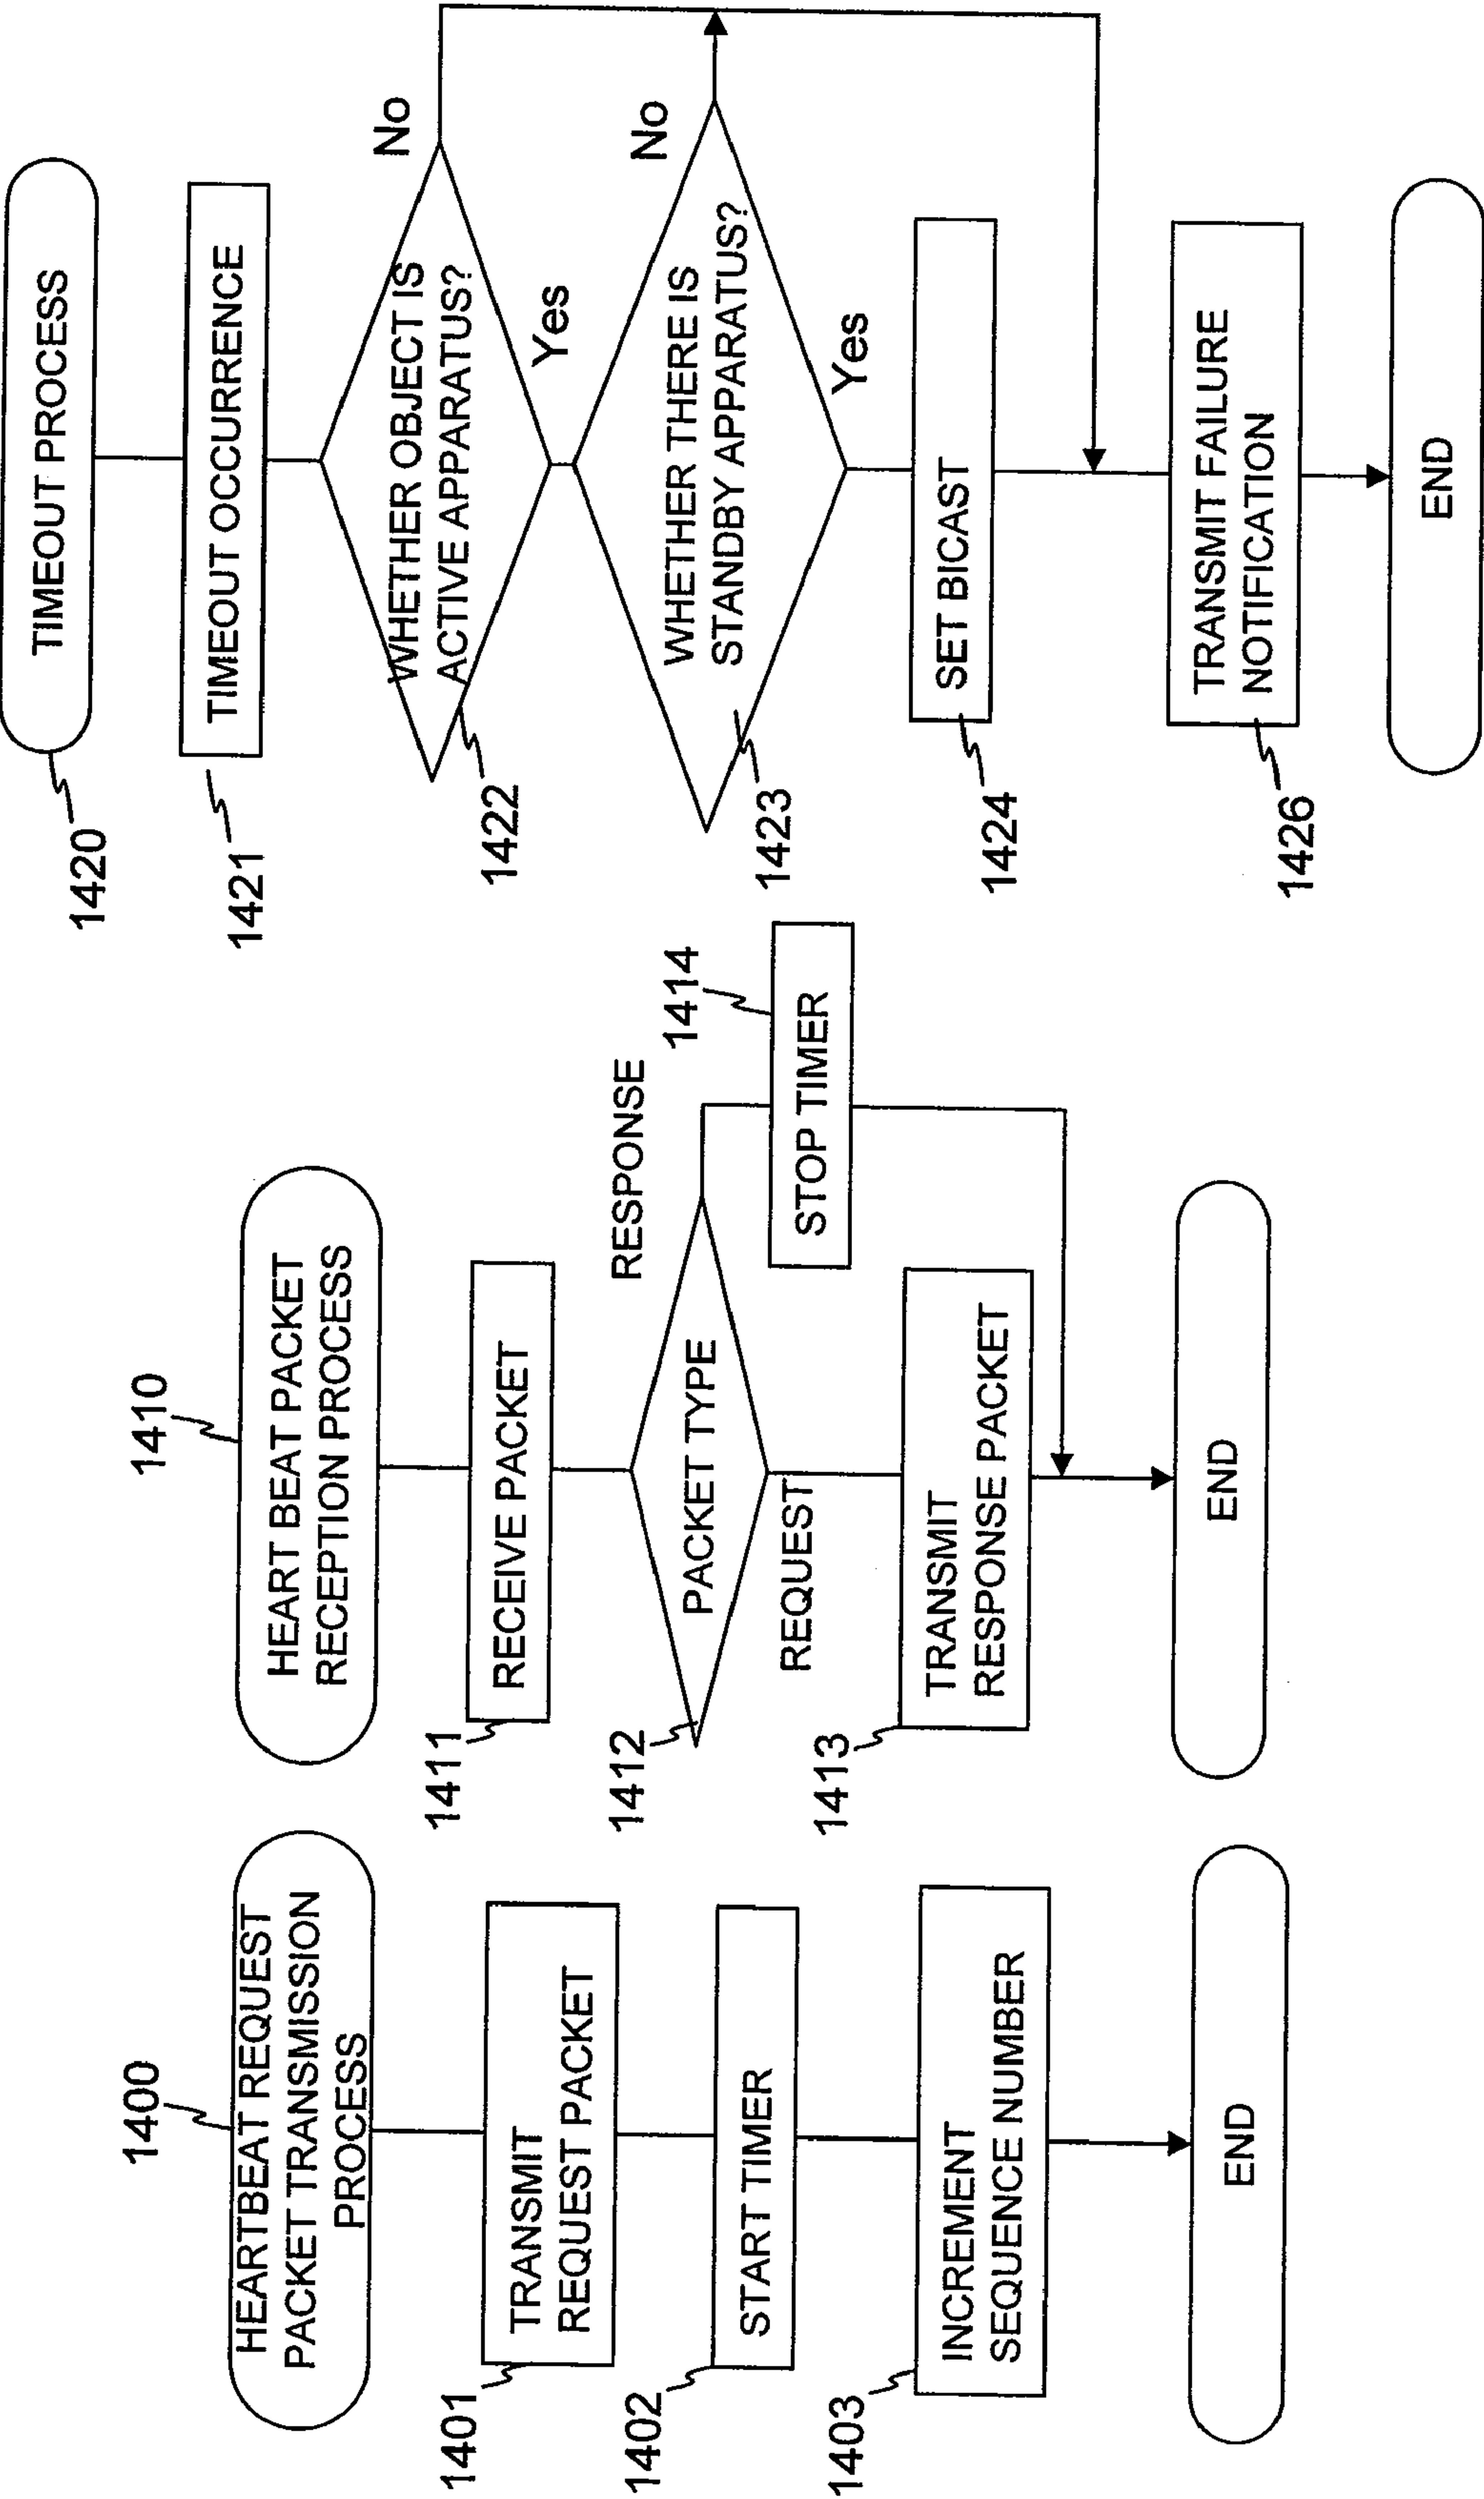 1400
HEARTBEAT REQUEST
PACKET TRANSMISSION
PROCESS
1401
TRANSMIT
REQUEST PACKET
1402
START TIMER
1403
INCREMENT
SEQUENCE NUMBER
END
1410
HEART BEAT PACKET
RECEPTION PROCESS
1411
RECEIVE PACKET
1412
PACKET TYPE
RESPONSE
1414
STOP TIMER
REQUEST
1413
TRANSMIT
RESPONSE PACKET
END
TIMEOUT PROCESS
1420
TIMEOUT OCCURRENCE
1421
WHETHER OBJECT IS
ACTIVE APPARATUS?
No
1422
Yes
WHETHER THERE IS
STANDBY APPARATUS?
No
1423
Yes
SET BICAST
1424
TRANSMIT FAILURE
NOTIFICATION
1426
END